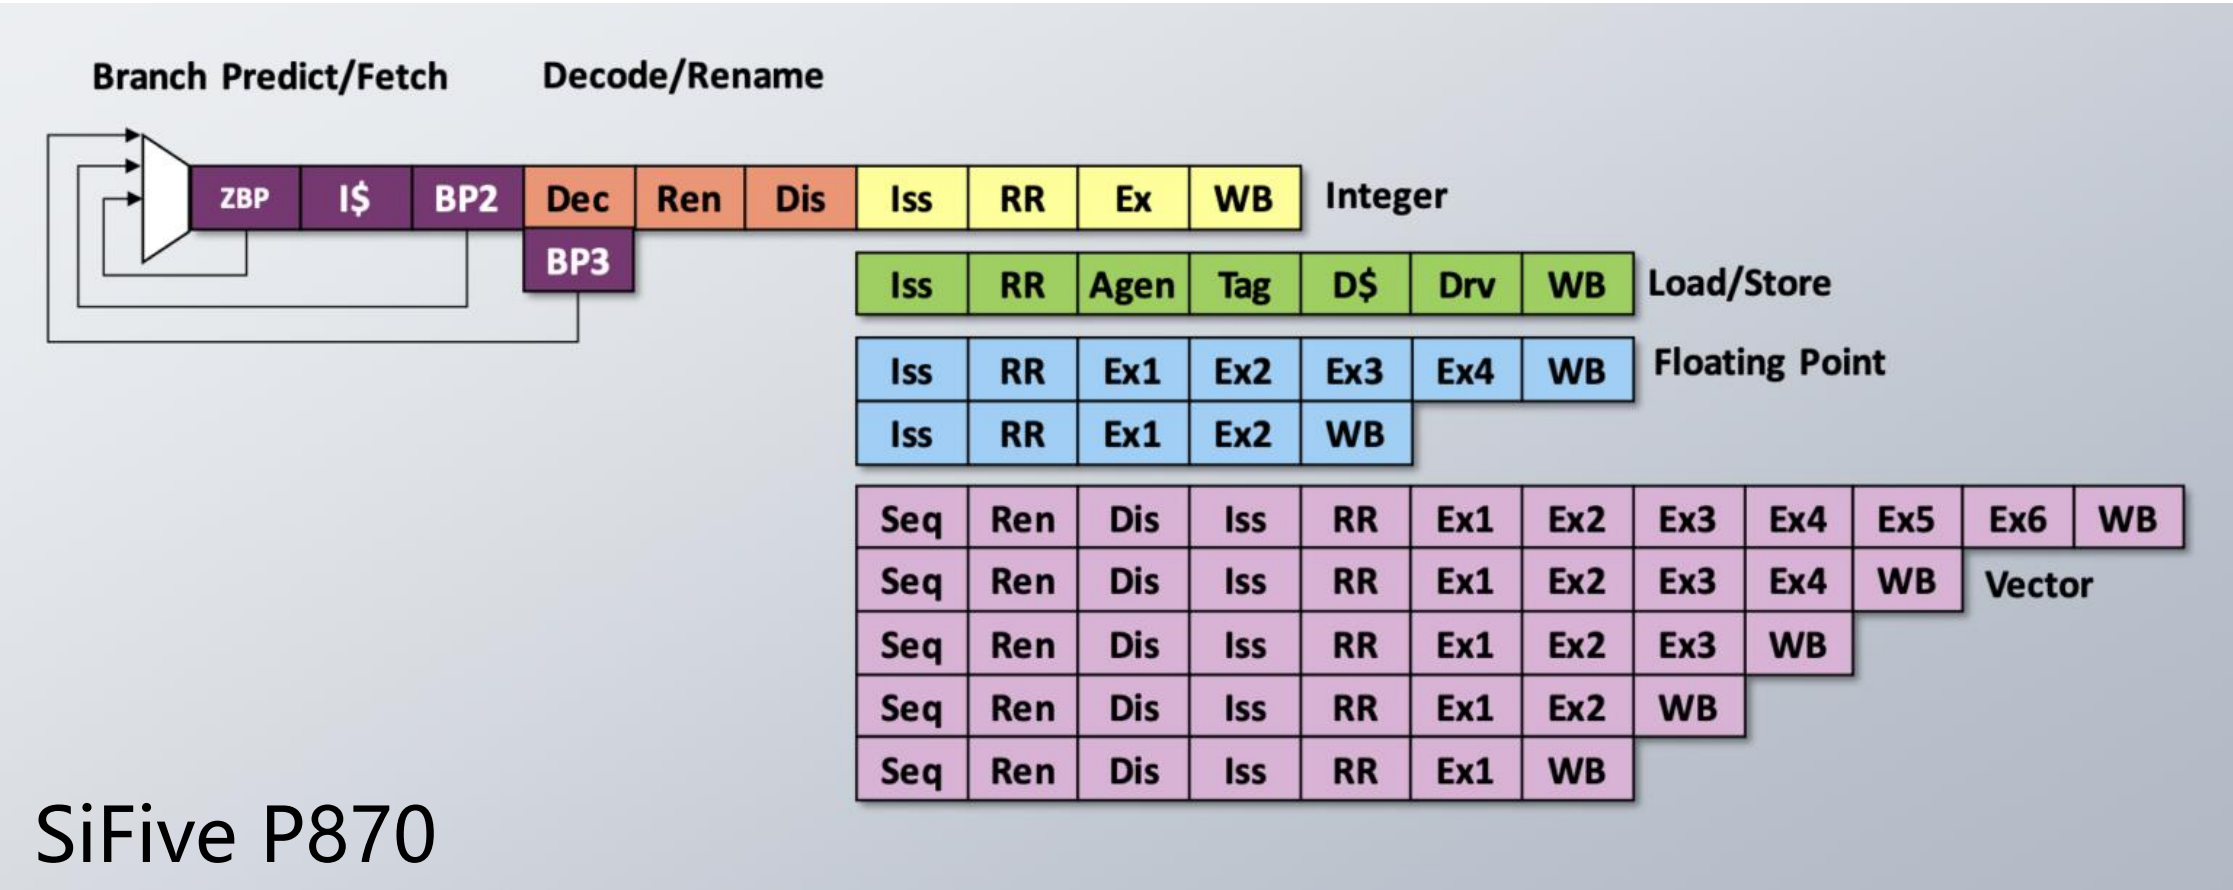 Branch Predict/Fetch Decode/Rename
ZBP I$ BP2 Dec Ren Dis Iss RR Ex WB Integer
BP3
Iss RR Agen Tag D$ Drv WB Load/Store
Iss RR Ex1 Ex2 Ex3 Ex4 WB Floating Point
Iss RR Ex1 Ex2 WB
Seq Ren Dis Iss RR Ex1 Ex2 Ex3 Ex4 Ex5 Ex6 WB
Seq Ren Dis Iss RR Ex1 Ex2 Ex3 Ex4 WB Vector
Seq Ren Dis Iss RR Ex1 Ex2 Ex3 WB
Seq Ren Dis Iss RR Ex1 Ex2 WB
Seq Ren Dis Iss RR Ex1 WB
SiFive P870